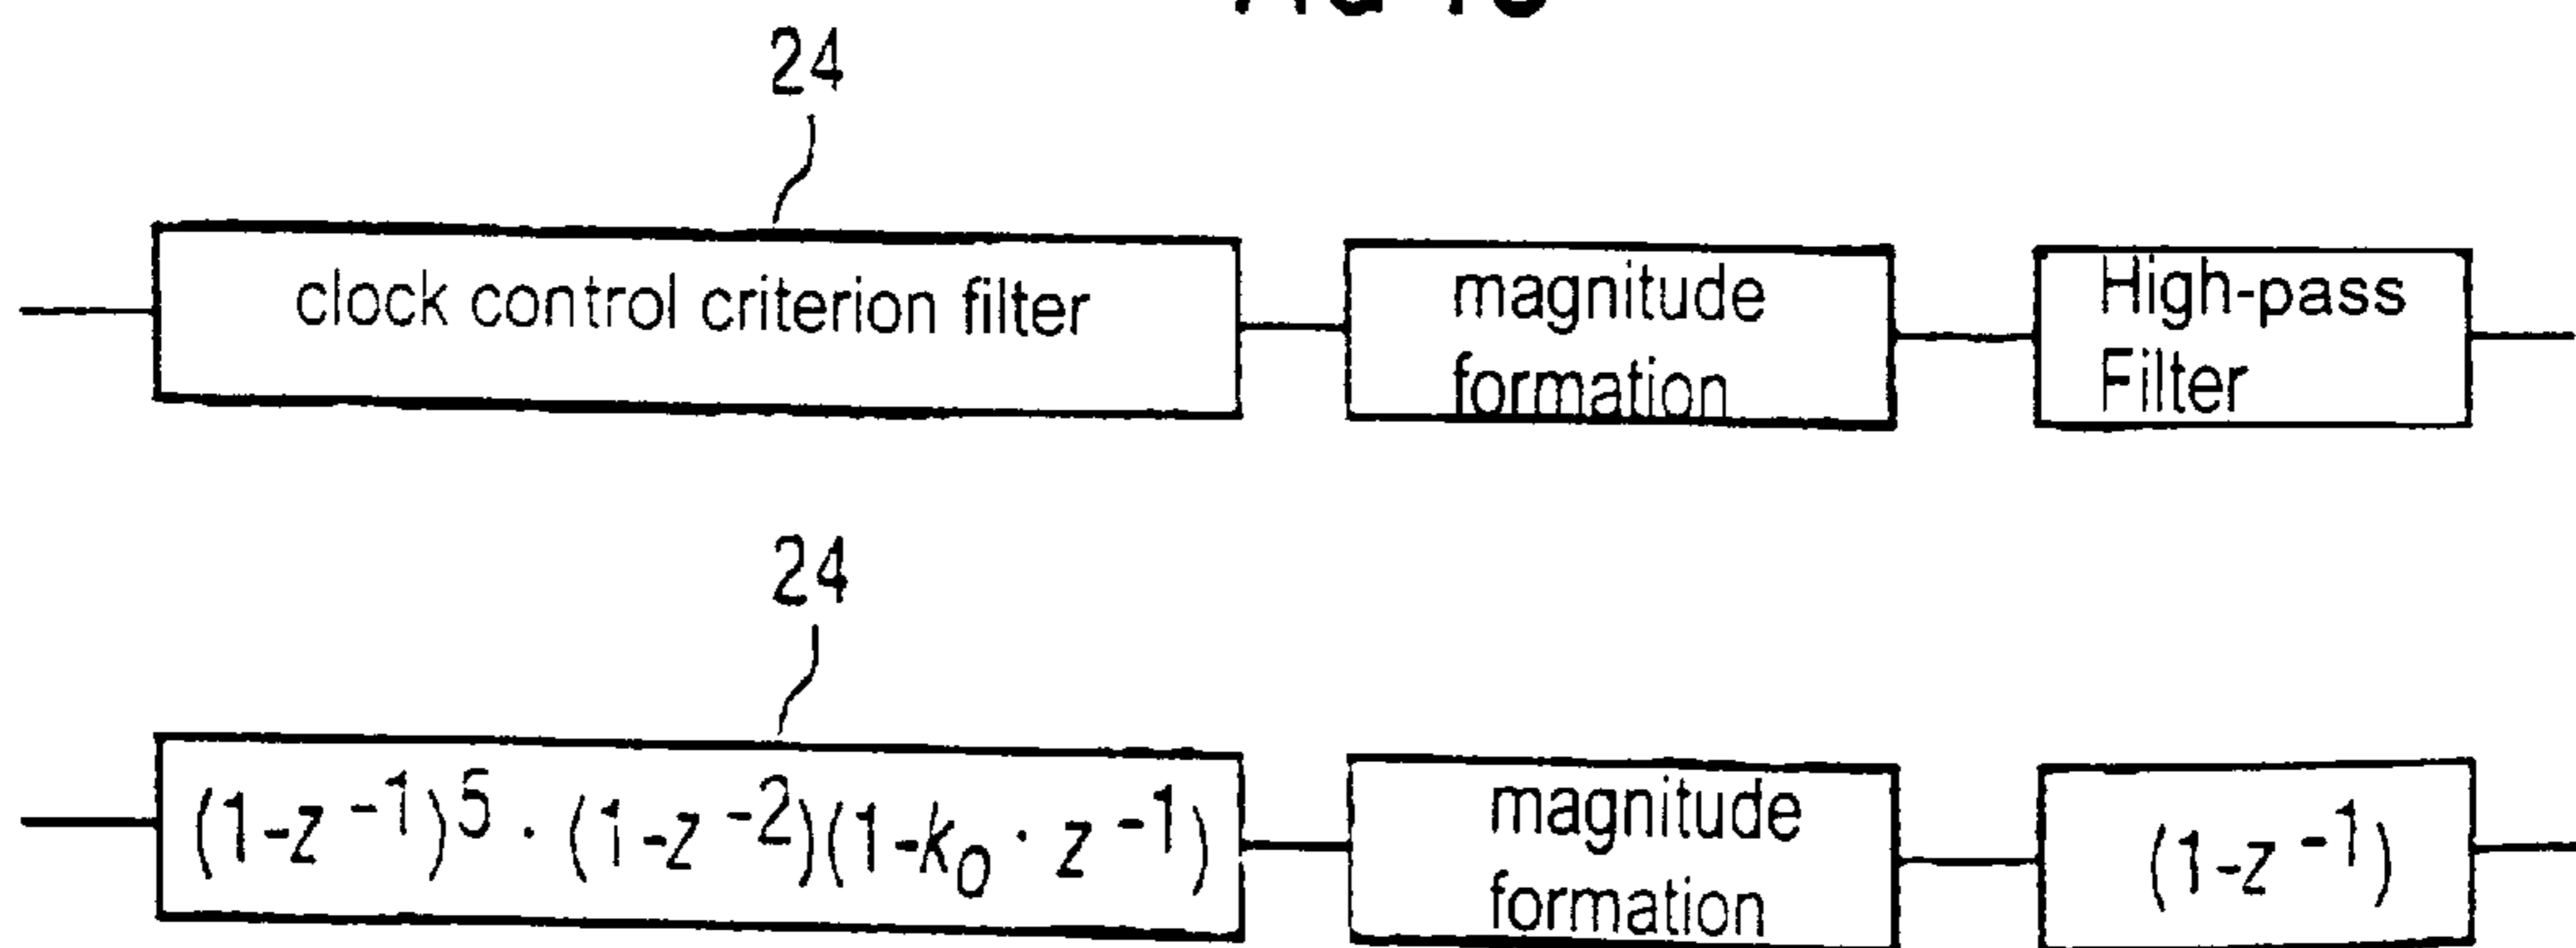 24
clock control criterion filter
magnitude
formation
High-pass
Filter
24
(1-z⁻¹)⁵ · (1-z⁻²)(1-k₀ · z⁻¹)
magnitude
formation
(1-z⁻¹)